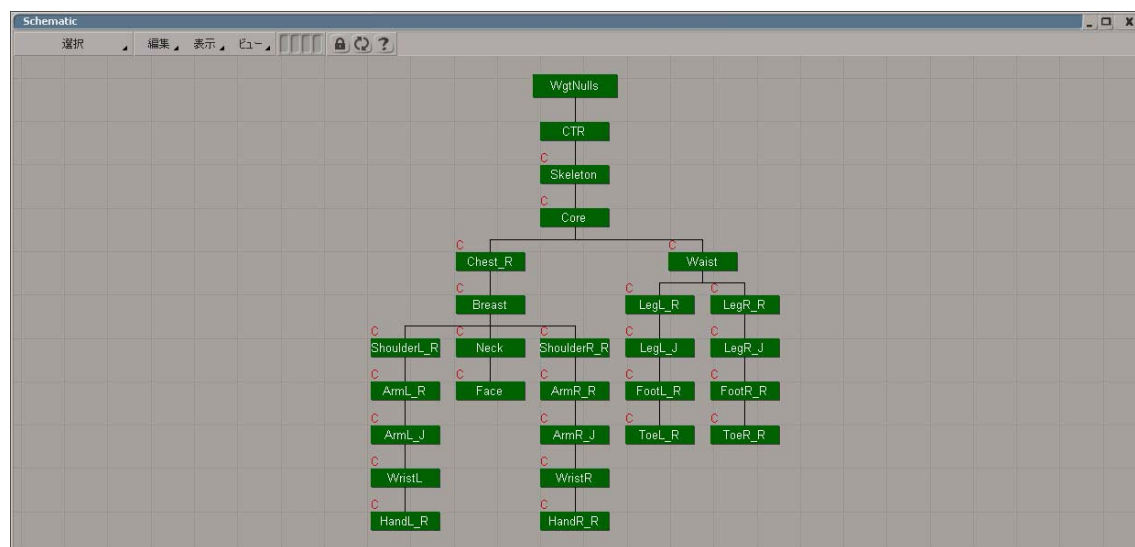 Schematic
選択 編集 表示 ビュー
WgtNulls
CTR
C
Skeleton
C
Core
C C
Chest_R Waist
C C C
Breast LegL_R LegR_R
C C C C C
ShoulderL_R Neck ShoulderR_R LegL_J LegR_J
C C C C C
ArmL_R Face ArmR_R FootL_R FootR_R
C C C C
ArmL_J ArmR_J ToeL_R ToeR_R
C C
WristL WristR
C C
HandL_R HandR_R